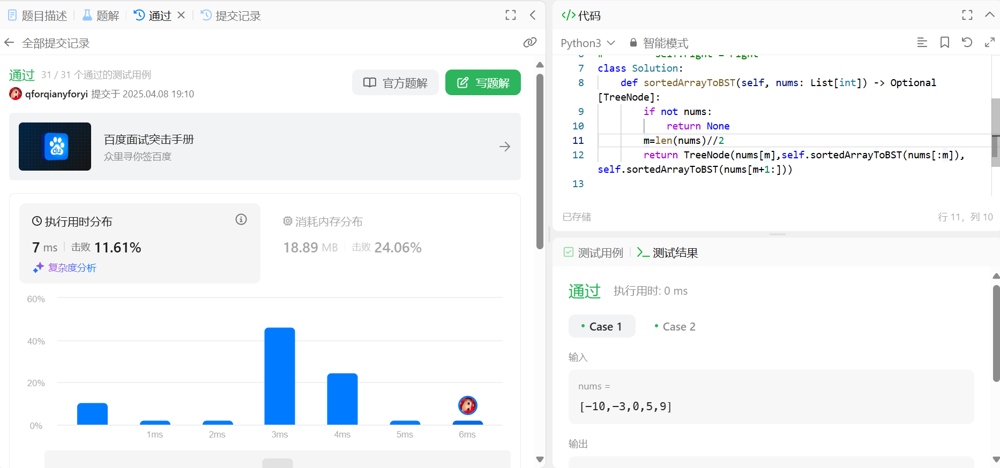 题目描述 题解 通过 提交记录
全部提交记录
通过 31 / 31 个通过的测试用例
qforqianyforyi 提交于 2025.04.08 19:10
官方题解 写题解
du
百度面试突击手册
众里寻你签百度
执行用时分布
7 ms 击败 11.61%
复杂度分析
消耗内存分布
18.89 MB 击败 24.06%
60%
40%
20%
0%
1ms 2ms 3ms 4ms 5ms 6ms
</> 代码
Python3 智能模式
6 # self.right = right
7 class Solution:
8 def sortedArrayToBST(self, nums: List[int]) -> Optional
[TreeNode]:
9 if not nums:
10 return None
11 m=len(nums)//2
12 return TreeNode(nums[m],self.sortedArrayToBST(nums[:m]),
self.sortedArrayToBST(nums[m+1:]))
13
已存储 行 11, 列 10
测试用例 测试结果
通过 执行用时: 0 ms
Case 1 Case 2
输入
nums =
[-10,-3,0,5,9]
输出